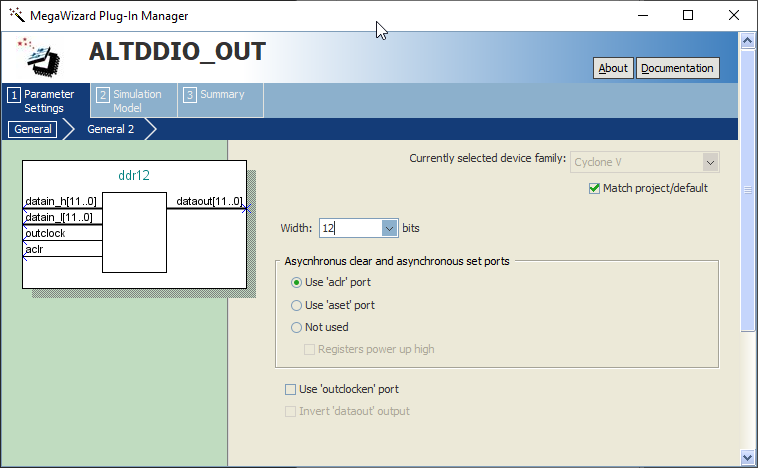 MegaWizard Plug-In Manager
ALTDDIO_OUT
About
Documentation
1 Parameter Settings
2 Simulation Model
3 Summary
General
General 2
Currently selected device family:
Cyclone V
Match project/default
ddr12
datain_h[11..0]
dataout[11..0]
datain_l[11..0]
outclock
aclr
Width:
12
bits
Asycnhronus clear and asynchronous set ports
Use 'aclr' port
Use 'aset' port
Not used
Registers power up high
Use 'outclocken' port
Invert 'dataout' output